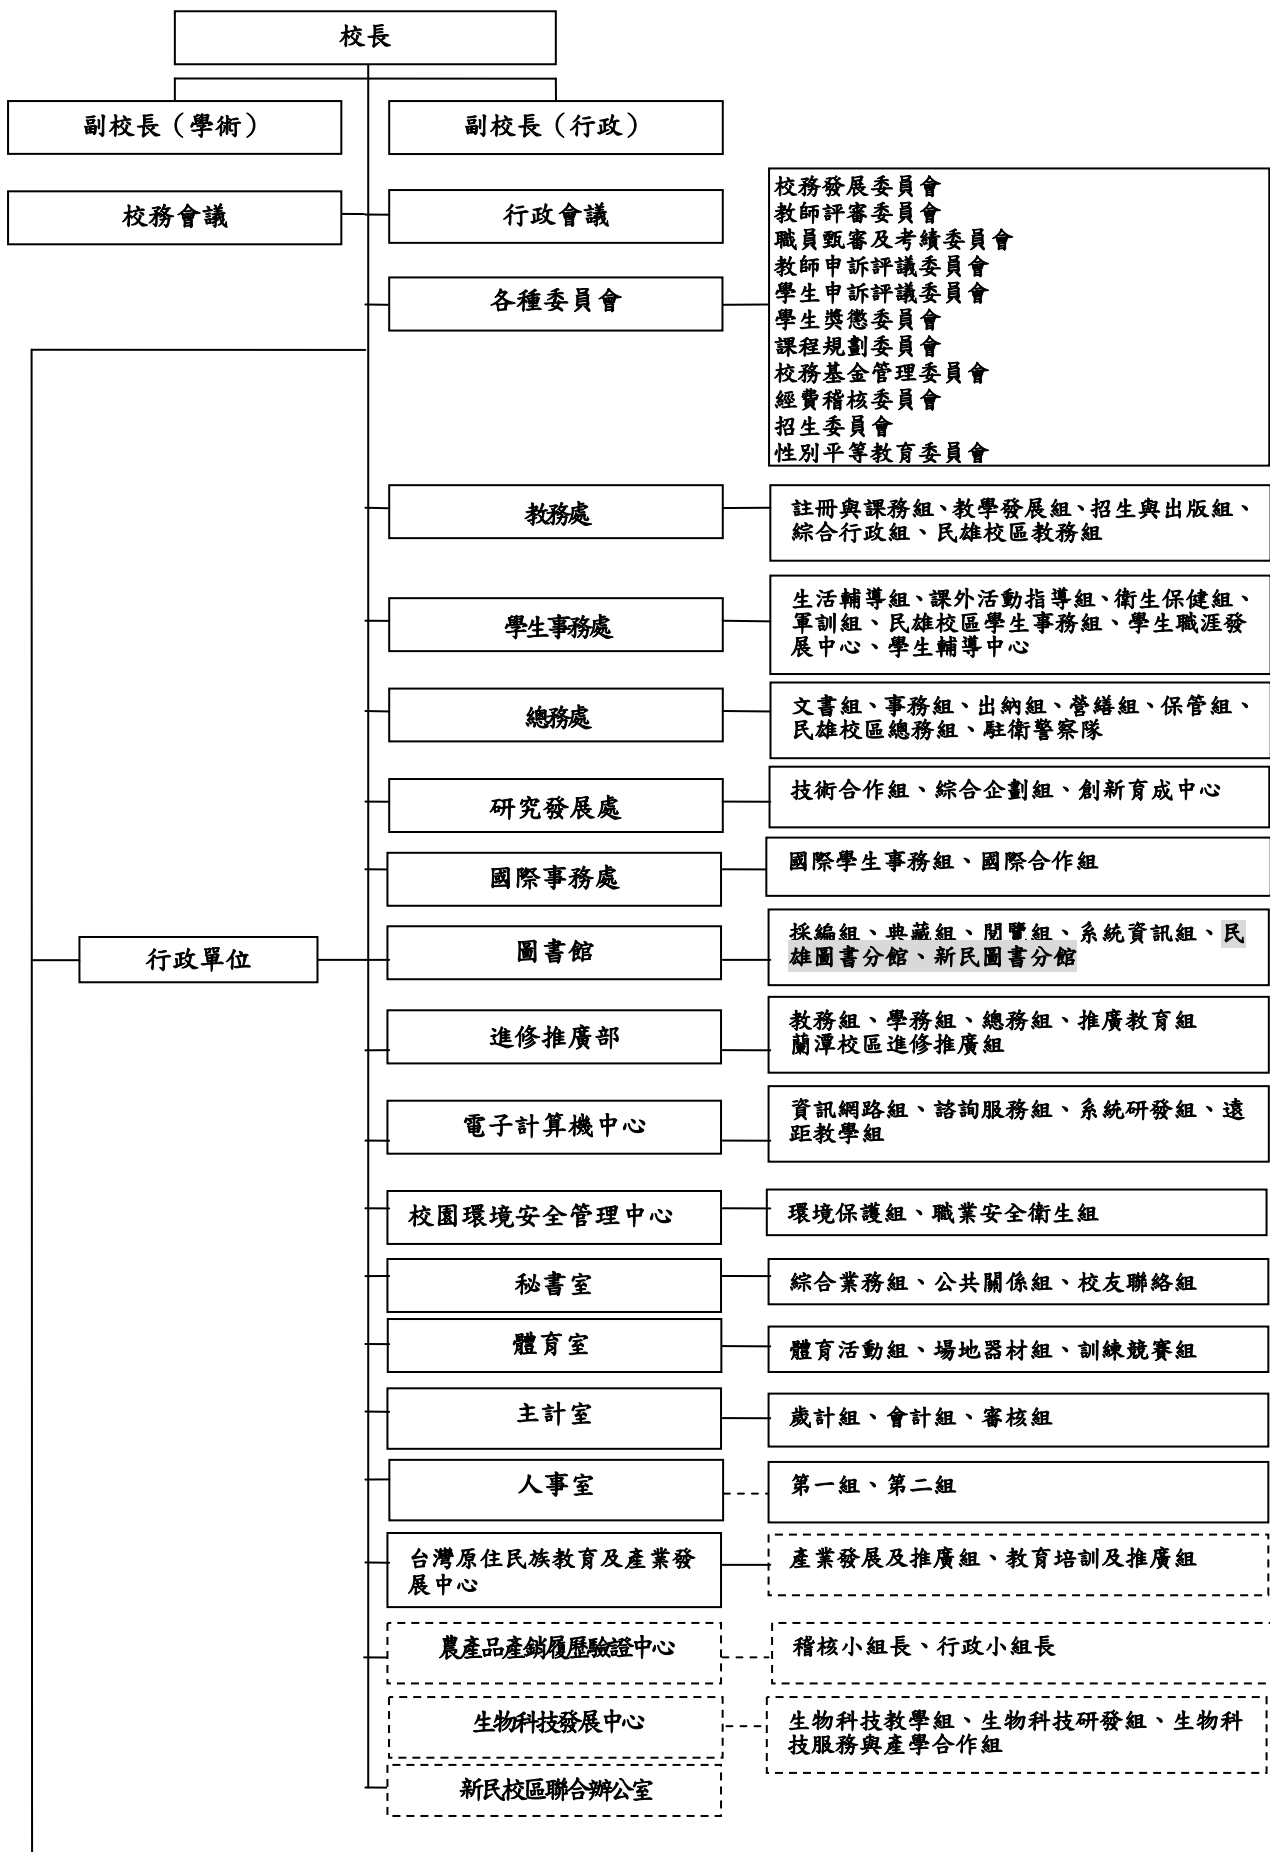 校長
副校長（學術）
副校長（行政）
校務會議
行政會議
校務發展委員會
教師評審委員會
職員甄審及考績委員會
教師申訴評議委員會
學生申訴評議委員會
學生獎懲委員會
課程規劃委員會
校務基金管理委員會
經費稽核委員會
招生委員會
性別平等教育委員會
各種委員會
教務處
註冊與課務組、教學發展組、招生與出版組、
綜合行政組、民雄校區教務組
學生事務處
生活輔導組、課外活動指導組、衛生保健組、
軍訓組、民雄校區學生事務組、學生職涯發
展中心、學生輔導中心
總務處
文書組、事務組、出納組、營繕組、保管組、
民雄校區總務組、駐衛警察隊
研究發展處
技術合作組、綜合企劃組、創新育成中心
國際事務處
國際學生事務組、國際合作組
行政單位
圖書館
採編組、典藏組、閱覽組、系統資訊組、民
雄圖書分館、新民圖書分館
進修推廣部
教務組、學務組、總務組、推廣教育組
蘭潭校區進修推廣組
電子計算機中心
資訊網路組、諮詢服務組、系統研發組、遠
距教學組
校園環境安全管理中心
環境保護組、職業安全衛生組
秘書室
綜合業務組、公共關係組、校友聯絡組
體育室
體育活動組、場地器材組、訓練競賽組
主計室
歲計組、會計組、審核組
人事室
第一組、第二組
台灣原住民族教育及產業發
展中心
產業發展及推廣組、教育培訓及推廣組
農產品產銷履歷驗證中心
稽核小組長、行政小組長
生物科技發展中心
生物科技教學組、生物科技研發組、生物科
技服務與產學合作組
新民校區聯合辦公室